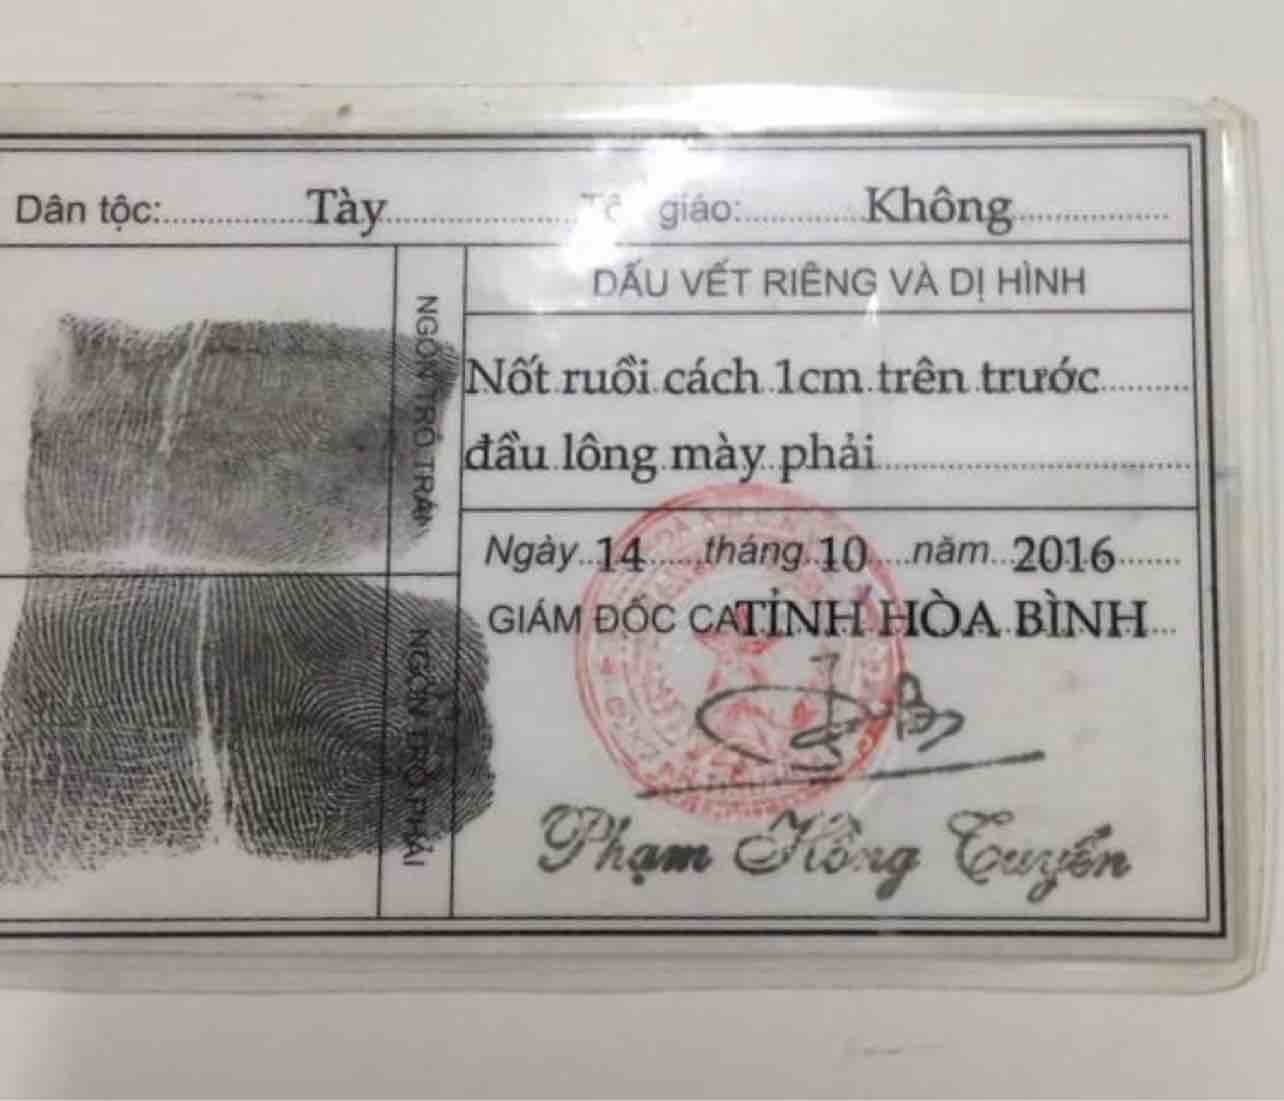 Dân tộc: Tày Tôn giáo: Không
NGÓN TRỎ TRÁI
DẤU VẾT RIÊNG VÀ DỊ HÌNH
Nốt ruồi cách 1cm trên trước
đầu lông mày phải
Ngày 14 tháng 10 năm 2016
GIÁM ĐỐC CA TỈNH HÒA BÌNH
NGÓN TRỎ PHẢI
Phạm Hồng Tuyến